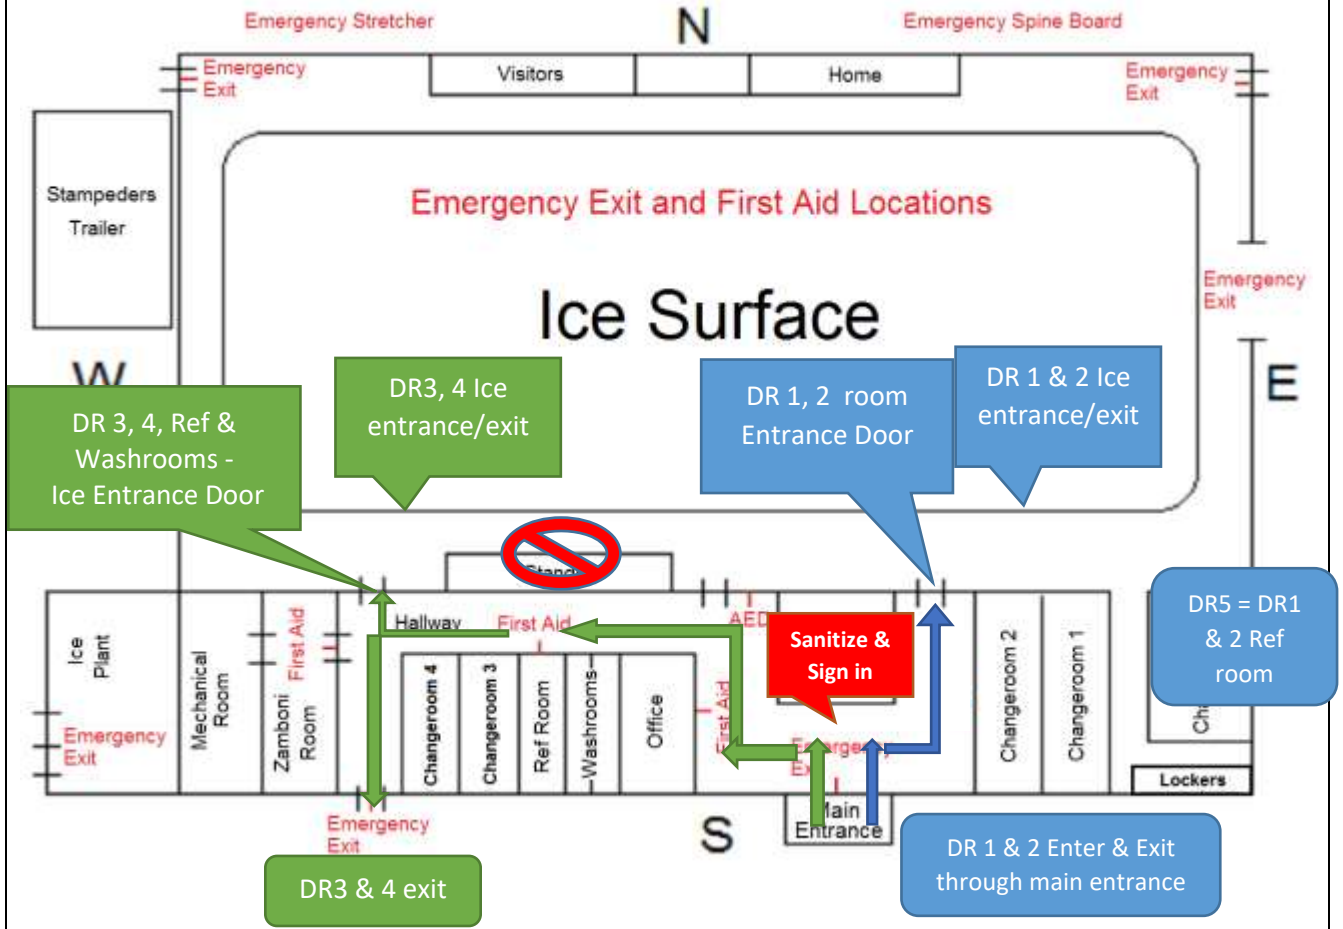 Emergency Stretcher
N
Emergency Spine Board
Emergency
Exit
Visitors
Home
Emergency
Exit
Stampeders
Trailer
Emergency Exit and First Aid Locations
Ice Surface
Emergency
Exit
W
E
DR 3, 4, Ref &
Washrooms -
Ice Entrance Door
DR3, 4 Ice
entrance/exit
DR 1, 2 room
Entrance Door
DR 1 & 2 Ice
entrance/exit
Hallway
First Aid
AED
Sanitize &
Sign in
DR5 = DR1
& 2 Ref
room
Ice
Plant
Emergency
Exit
Mechanical
Room
Zamboni
Room
First Aid
Changeroom 4
Changeroom 3
Ref Room
Washrooms
Office
First Aid
Emergency
Changeroom 2
Changeroom 1
Lockers
Emergency
Exit
S
Main
Entrance
DR3 & 4 exit
DR 1 & 2 Enter & Exit
through main entrance